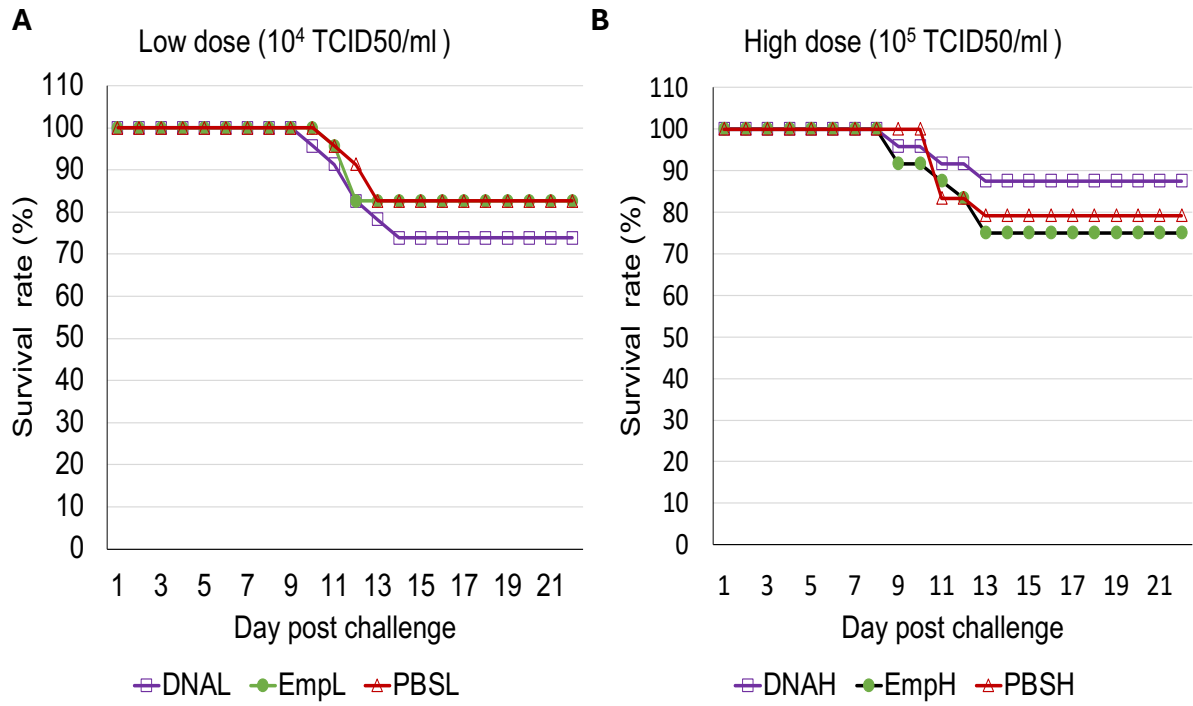 A
Low dose (10⁴ TCID50/ml )
110
100
90
80
70
60
50
40
30
20
10
0
Survival rate (%)
1 3 5 7 9 11 13 15 17 19 21
Day post challenge
DNAL EmpL PBSL
B
High dose (10⁵ TCID50/ml )
110
100
90
80
70
60
50
40
30
20
10
0
Survival rate (%)
1 3 5 7 9 11 13 15 17 19 21
Day post challenge
DNAH EmpH PBSH